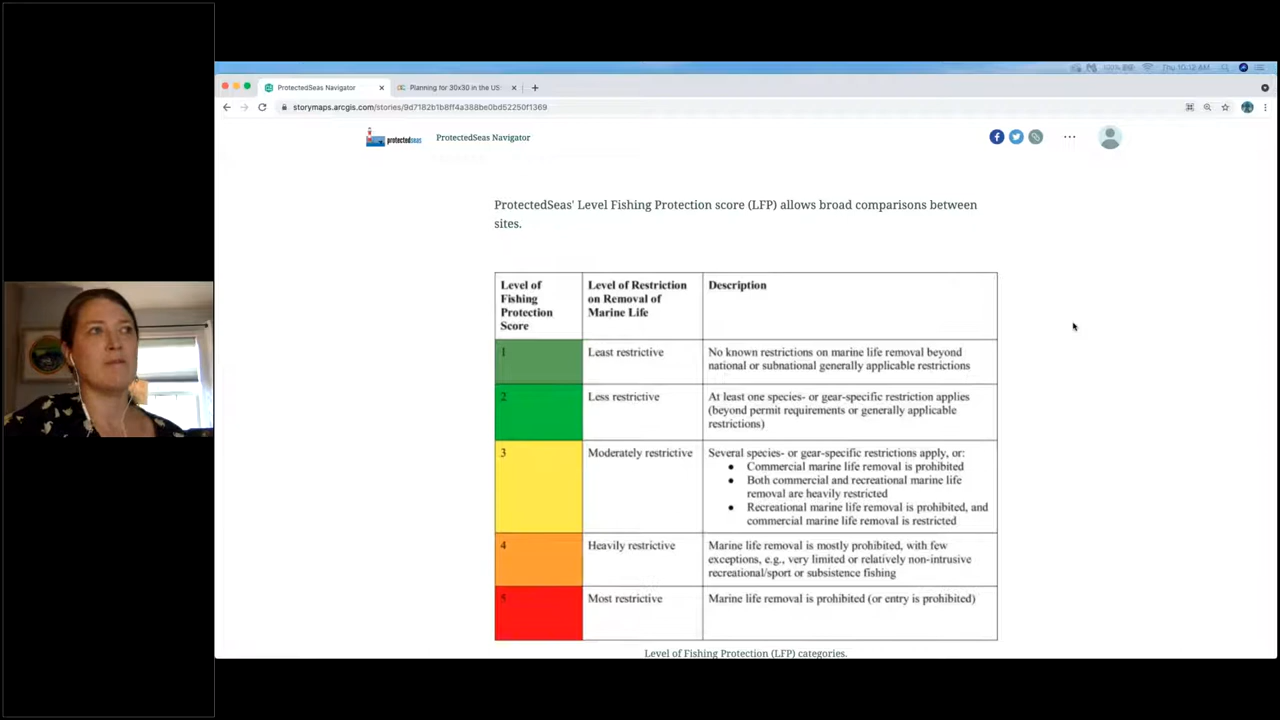 100%
Thu 10:12 AM
ProtectedSeas Navigator
Planning for 30x30 in the US:
storymaps.arcgis.com/stories/9d7182b1b8ff4a388be0bd52250f1369
protectedseas
ProtectedSeas Navigator
ProtectedSeas' Level Fishing Protection score (LFP) allows broad comparisons between
sites.
Level of
Fishing
Protection
Score
Level of Restriction
on Removal of
Marine Life
Description
1
Least restrictive
No known restrictions on marine life removal beyond
national or subnational generally applicable restrictions
2
Less restrictive
At least one species- or gear-specific restriction applies
(beyond permit requirements or generally applicable
restrictions)
3
Moderately restrictive
Several species- or gear-specific restrictions apply, or:
● Commercial marine life removal is prohibited
● Both commercial and recreational marine life
removal are heavily restricted
● Recreational marine life removal is prohibited, and
commercial marine life removal is restricted
4
Heavily restrictive
Marine life removal is mostly prohibited, with few
exceptions, e.g., very limited or relatively non-intrusive
recreational/sport or subsistence fishing
5
Most restrictive
Marine life removal is prohibited (or entry is prohibited)
Level of Fishing Protection (LFP) categories.